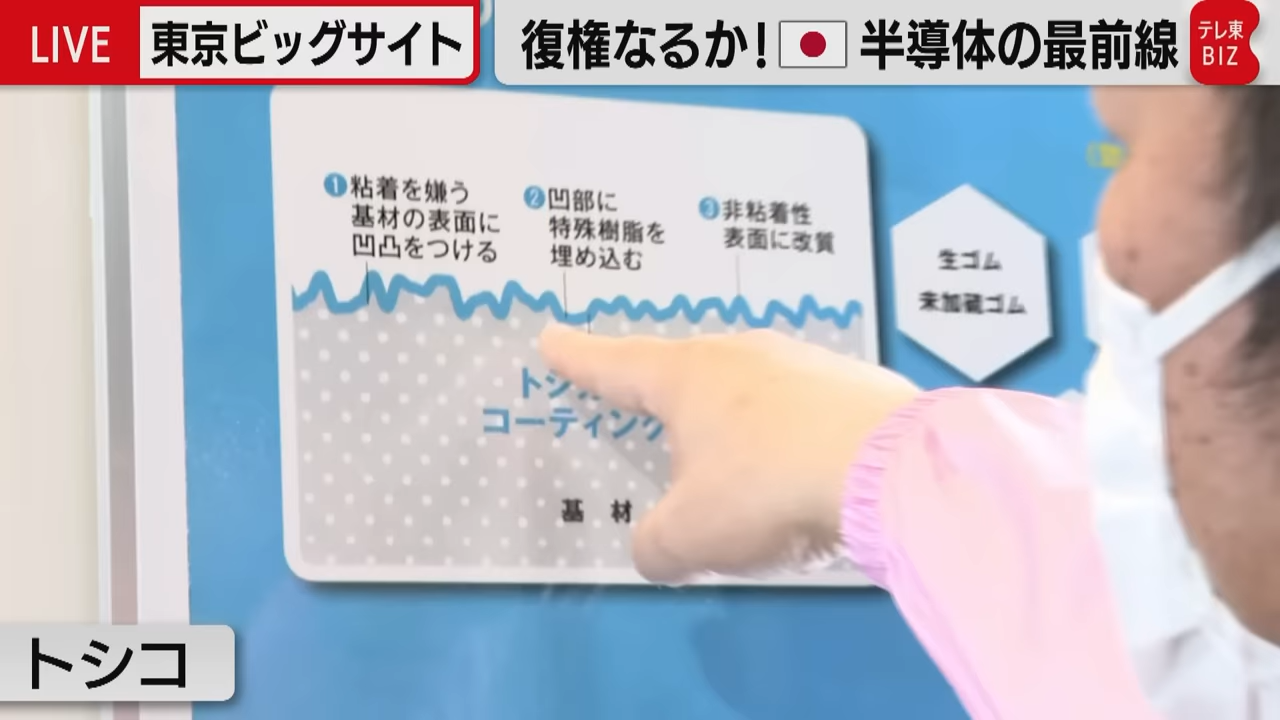 LIVE
東京ビッグサイト
復権なるか!
半導体の最前線
テレ東
BIZ
1 粘着を嫌う
基材の表面に
凹凸をつける
2 凹部に
特殊樹脂を
埋め込む
3 非粘着性
表面に改質
生ゴム
未加硫ゴム
コーティング
基 材
トシコ